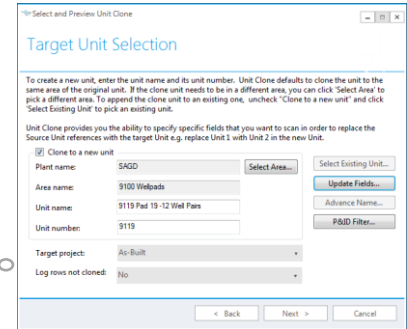 Select and Preview Unit Clone
Target Unit Selection
To create a new unit, enter the unit name and its unit number. Unit Clone defaults to clone the unit to the
same area of the original unit. If the clone unit needs to be in a different area, you can click 'Select Area' to
pick a different area. To append the clone unit to an existing one, uncheck "Clone to a new unit" and click
'Select Existing Unit' to pick an existing unit.
Unit Clone provides you the ability to specify specific fields that you want to scan in order to replace the
Source Unit references with the target Unit e.g. replace Unit 1 with Unit 2 in the new Unit.
Clone to a new unit
Plant name: SAGD Select Area... Select Existing Unit...
Area name: 9100 Wellpads Update Fields...
Unit name: 9119 Pad 19 -12 Well Pairs Advance Name...
Unit number: 9119 P&ID Filter...
Target project: As-Built
Log rows not cloned: No
< Back Next > Cancel